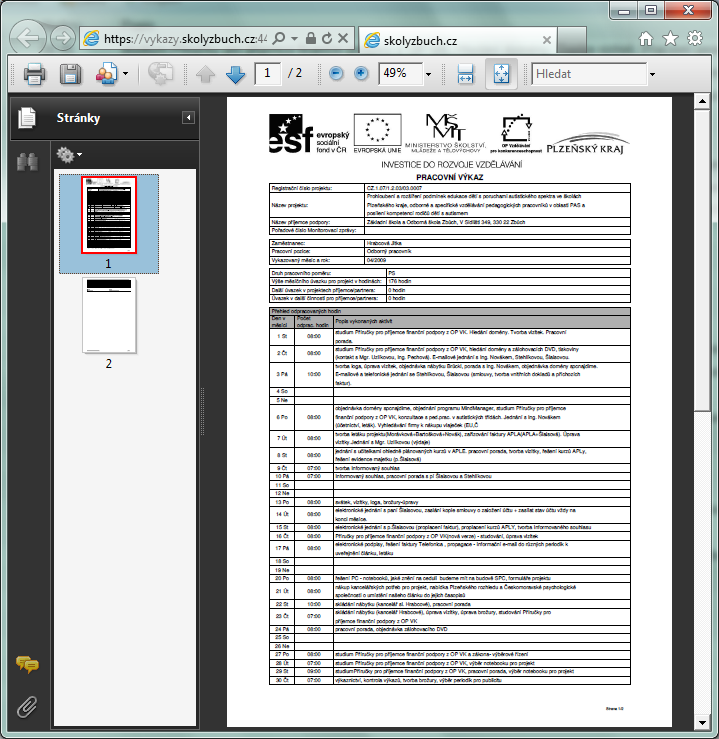 https://vykazy.skolyzbuch.cz:44
skolyzbuch.cz
1 / 2
49%
Hledat
Stránky
1
2
esf evropský sociální fond v ČR
EVROPSKÁ UNIE
MŠMT
MINISTERSTVO ŠKOLSTVÍ,
MLÁDEŽE A TĚLOVÝCHOVY
OP Vzdělávání
pro konkurenceschopnost
PLZEŇSKÝ KRAJ
INVESTICE DO ROZVOJE VZDĚLÁVÁNÍ
PRACOVNÍ VÝKAZ
Registrační číslo projektu: CZ.1.07/1.2.03/03.0007
Název projektu: Prohloubení a rozšíření podmínek edukace dětí s poruchami autistického spektra ve školách
Plzeňského kraje, odborné a specifické vzdělávání pedagogických pracovníků v oblasti PAS a
posílení kompetencí rodičů dětí s autismem
Název příjemce podpory: Základní škola a Odborná škola Zbůch, V Sídlišti 349, 330 22 Zbůch
Pořadové číslo Monitorovací zprávy:
Zaměstnanec: Hrabcová Jitka
Pracovní pozice: Odborný pracovník
Vykazovaný měsíc a rok: 04/2009
Druh pracovního poměru: PS
Výše měsíčního úvazku pro projekt v hodinách: 176 hodin
Další úvazek v projektech příjemce/partnera: 0 hodin
Úvazek v další činnosti pro příjemce/partnera: 0 hodin
Přehled odpracovaných hodin
Den v měsíci Počet odprac. hodin Popis vykonaných aktivit
1 St 08:00 studium Příručky pro příjemce finanční podpory z OP VK. Hledání domény. Tvorba vizitek. Pracovní
porada.
2 Čt 08:00 studium Příručky pro příjemce finanční podpory z OP VK, hledání domény a zálohovacích DVD, tiskoviny
(kontakt s Mgr. Uzlíkovou, Ing. Pechová). E-mailové jednání s Ing. Novákem, Stehlíkovou, Šlaisovou.
3 Pá 10:00 tvorba loga, úprava vizitek, objednávka nábytku Brücki, porada s Ing. Novákem, objednávka domény aponajdime.
E-mailové a telefonické jednání se Stehlíkovou, Šlaisovou (smlouvy, tvorba vnitřních dokladů a příchozích
faktur).
4 So
5 Ne
6 Po 08:00 objednávka domény aponajdime, objednání programu MindManager, studium Příručky pro příjemce
finanční podpory z OP VK, konzultace a ped.prac. v autistických třídách. Jednání s Ing. Novákem
(účetnictví, leták). Vyhledávání firmy k nákupu vlaječek (EU,Č
7 Út 08:00 tvorba letáku projektu(Morávková+Bartošková+Novák), zařizování faktury APLA(APLA+Šlaisová). Úprava
vizitky Jednání s Mgr. Uzlíkovou (výdaje)
8 St 08:00 jednání s učitelkami ohledně plánovaných kurzů v APLE. pracovní porada, tvorba vizitky, řešení kurzů APLY,
řešení evidence majetku (p.Šlaisová)
9 Čt 07:00 tvorba Informovaný souhlas
10 Pá 07:00 Informovaný souhlas, pracovní porada s pí Šlaisovou a Stehlíkovou
11 So
12 Ne
13 Po 08:00 svátek, vizitky, loga, brožury-úpravy
14 Út 08:00 elektronické jednání s paní Šlaisovou, zaslání kopie smlouvy o založení účtu + zasílat stav účtu vždy na
konci měsíce.
15 St 08:00 elektronické jednání s p.Šlaisovou (proplacení faktur), proplacení kurzů APLY, tvorba Informovaného souhlasu
16 Čt 08:00 Příručky pro příjemce finanční podpory z OP VK(nová verze) - studování, úprava vizitek
17 Pá 08:00 elektronické podplay, řešení faktury Telefonica , propagace - informační e-mail do různých periodik k
uveřejnění článku, letáku
18 So
19 Ne
20 Po 08:00 řešení PC - notebooků, jaké znění na ceduli budeme mít na budově SPC, formuláře projektu
21 Út 08:00 nákup kancelářských potřeb pro projekt, nabídka Plzeňského rozhledu a Českomoravské psychologické
společnosti o umístění našeho článku do jejich časopisů
22 St 10:00 skládání nábytku (kancelář sl. Hrabcové), pracovní porada
23 Čt 07:00 skládání nábytku (kancelář Hrabcové), úprava vizitky, úprava brožury, studování Příručky pro
příjemce finanční podpory z OP VK
24 Pá 08:00 pracovní porada, objednávka zálohovacího DVD
25 So
26 Ne
27 Po 08:00 studium Příručky pro příjemce finanční podpory z OP VK a zákona- výběrové řízení
28 Út 07:00 studium Příručky pro příjemce finanční podpory z OP VK, výběr notebooku pro projekt
29 St 09:00 studiumPříručky pro příjemce finanční podpory z OP VK, pracovní porada, výběr notebooku pro projekt
30 Čt 07:00 výkaznictví, kontrola výkazů, tvorba brožury, výběr periodik pro publicitu
Strana 1/2